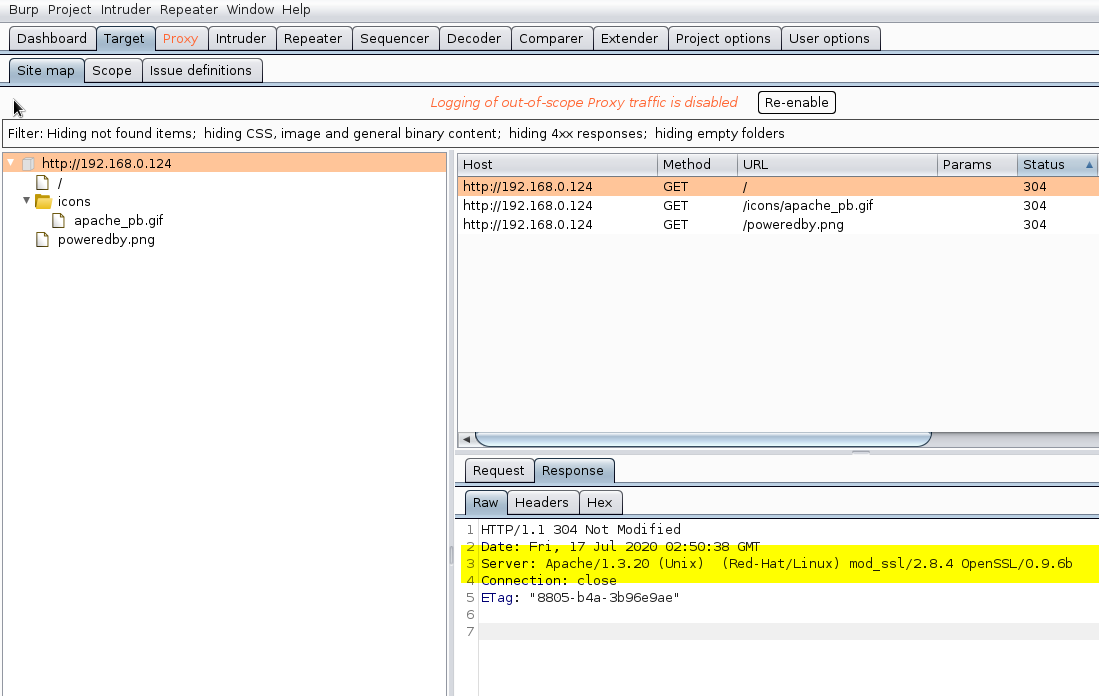 Burp Project Intruder Repeater Window Help
Dashboard Target Proxy Intruder Repeater Sequencer Decoder Comparer Extender Project options User options
Site map Scope Issue definitions
Logging of out-of-scope Proxy traffic is disabled Re-enable
Filter: Hiding not found items; hiding CSS, image and general binary content; hiding 4xx responses; hiding empty folders
http://192.168.0.124
/
icons
apache_pb.gif
poweredby.png
Host Method URL Params Status
http://192.168.0.124 GET / 304
http://192.168.0.124 GET /icons/apache_pb.gif 304
http://192.168.0.124 GET /poweredby.png 304
Request Response
Raw Headers Hex
1 HTTP/1.1 304 Not Modified
2 Date: Fri, 17 Jul 2020 02:50:38 GMT
3 Server: Apache/1.3.20 (Unix)  (Red-Hat/Linux) mod_ssl/2.8.4 OpenSSL/0.9.6b
4 Connection: close
5 ETag: "8805-b4a-3b96e9ae"
6
7